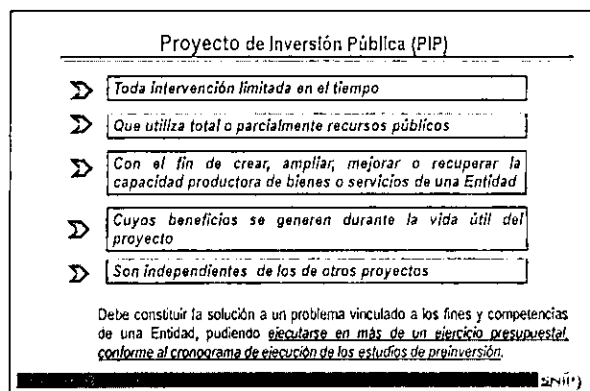 Proyecto de Inversión Pública (PIP)
Toda intervención limitada en el tiempo
Que utiliza total o parcialmente recursos públicos
Con el fin de crear, ampliar, mejorar o recuperar la
capacidad productora de bienes o servicios de una Entidad
Cuyos beneficios se generen durante la vida útil del
proyecto
Son independientes de los de otros proyectos
Debe constituir la solución a un problema vinculado a los fines y competencias
de una Entidad, pudiendo ejecutarse en más de un ejercicio presupuestal,
conforme al cronograma de ejecución de los estudios de preinversión.
SNIP